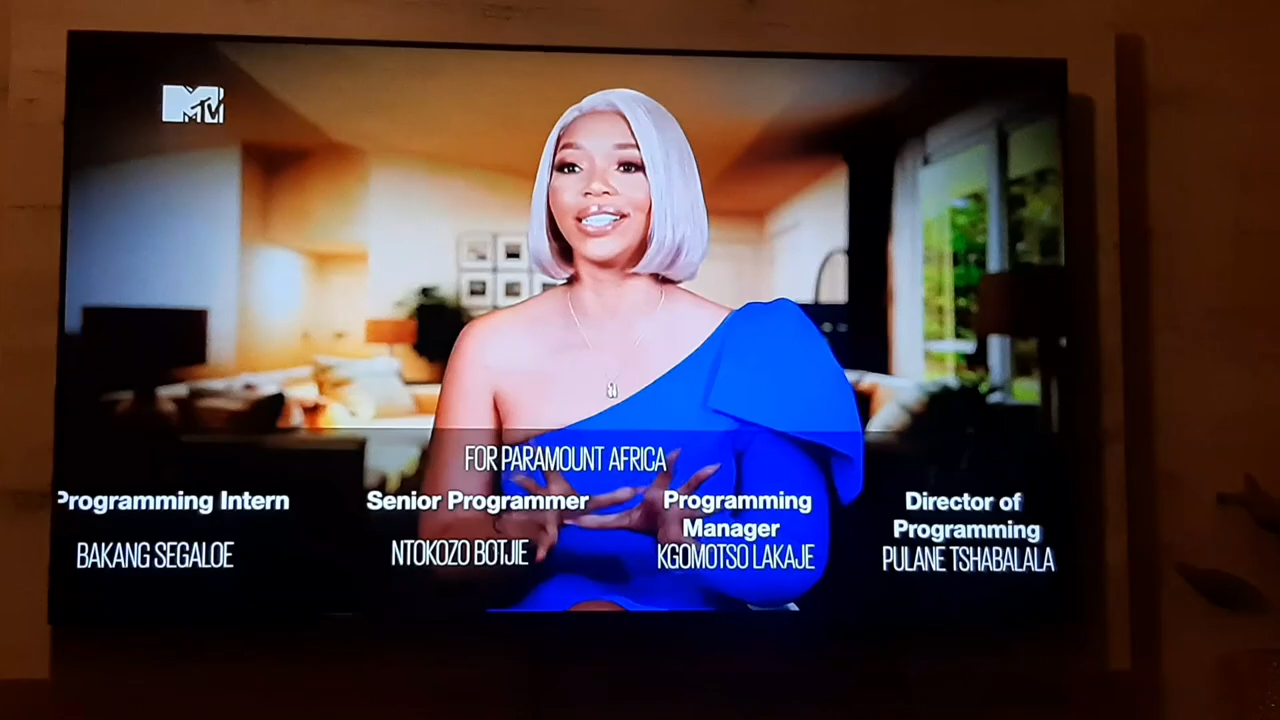 MTV
FOR PARAMOUNT AFRICA
Programming Intern
BAKANG SEGALOE
Senior Programmer
NTOKOZO BOTJIE
Programming
Manager
KGOMOTSO LAKAJE
Director of
Programming
PULANE TSHABALALA